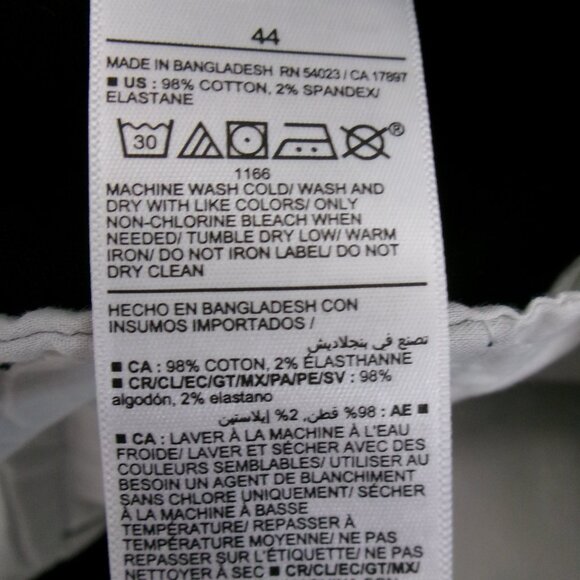 44
MADE IN BANGLADESH RN 54023 / CA 17897
■ US : 98% COTTON, 2% SPANDEX/
ELASTANE
30
®
1166
MACHINE WASH COLD/ WASH AND
DRY WITH LIKE COLORS/ ONLY
NON-CHLORINE BLEACH WHEN
NEEDED/ TUMBLE DRY LOW/ WARM
IRON/ DO NOT IRON LABEL/ DO NOT
DRY CLEAN
HECHO EN BANGLADESH CON
INSUMOS IMPORTADOS /
تصنع في بنجلاديش
■ CA : 98% COTON, 2% ÉLASTHANNE
■ CR/CL/EC/GT/MX/PA/PE/SV : 98%
algodón, 2% elastano
■ AE : 98% قطن, 2% إيلاستين
■ CA : LAVER À LA MACHINE À L'EAU
FROIDE/ LAVER ET SÉCHER AVEC DES
COULEURS SEMBLABLES/ UTILISER AU
BESOIN UN AGENT DE BLANCHIMENT
SANS CHLORE UNIQUEMENT/ SÉCHER
À LA MACHINE À BASSE
TEMPÉRATURE/ REPASSER À
TEMPÉRATURE MOYENNE/ NE PAS
REPASSER SUR L'ÉTIQUETTE/ NE PAS
NETTOYER À SEC ■ CR/GT/MX/